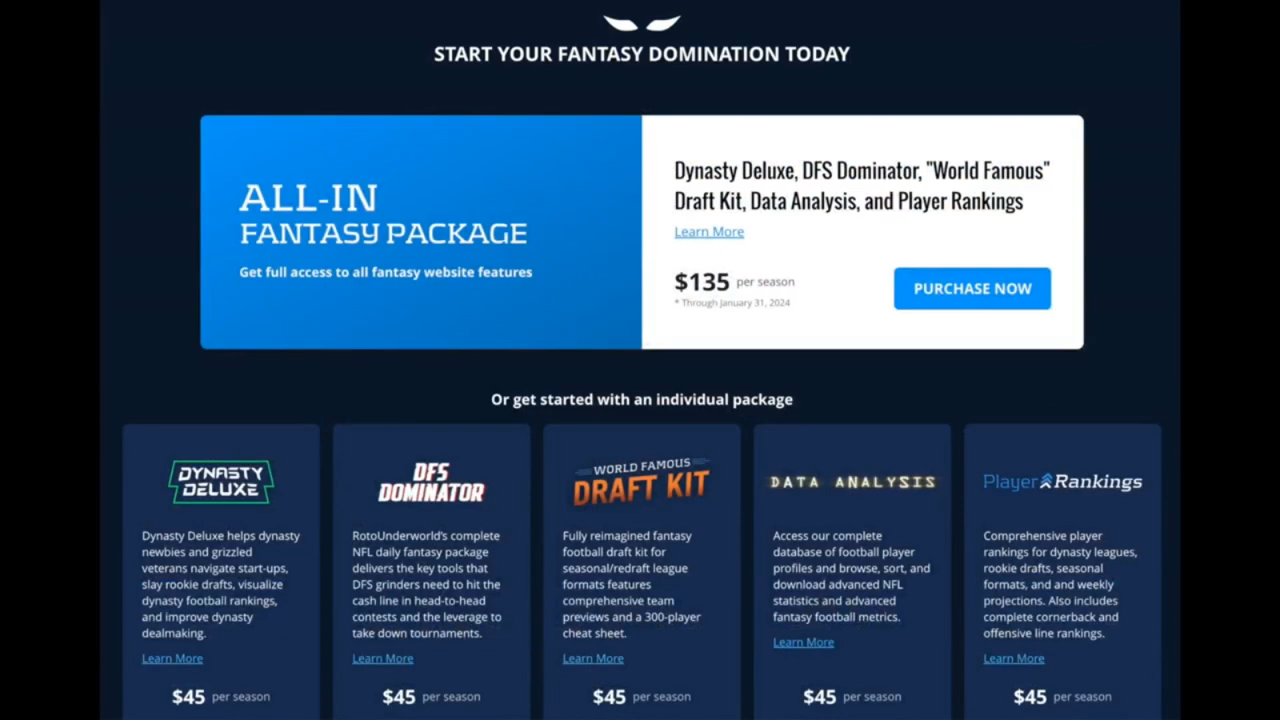 START YOUR FANTASY DOMINATION TODAY
ALL-IN
FANTASY PACKAGE
Get full access to all fantasy website features
Dynasty Deluxe, DFS Dominator, "World Famous"
Draft Kit, Data Analysis, and Player Rankings
Learn More
$135 per season
* Through January 31, 2024
PURCHASE NOW
Or get started with an individual package
DYNASTY
DELUXE
Dynasty Deluxe helps dynasty
newbies and grizzled
veterans navigate start-ups,
slay rookie drafts, visualize
dynasty football rankings,
and improve dynasty
dealmaking.
Learn More
$45 per season
DFS
DOMINATOR
RotoUnderworld's complete
NFL daily fantasy package
delivers the key tools that
DFS grinders need to hit the
cash line in head-to-head
contests and the leverage to
take down tournaments.
Learn More
$45 per season
WORLD FAMOUS
DRAFT KIT
Fully reimagined fantasy
football draft kit for
seasonal/redraft league
formats features
comprehensive team
previews and a 300-player
cheat sheet.
Learn More
$45 per season
DATA ANALYSIS
Access our complete
database of football player
profiles and browse, sort, and
download advanced NFL
statistics and advanced
fantasy football metrics.
Learn More
$45 per season
Player Rankings
Comprehensive player
rankings for dynasty leagues,
rookie drafts, seasonal
formats, and and weekly
projections. Also includes
complete cornerback and
offensive line rankings.
Learn More
$45 per season